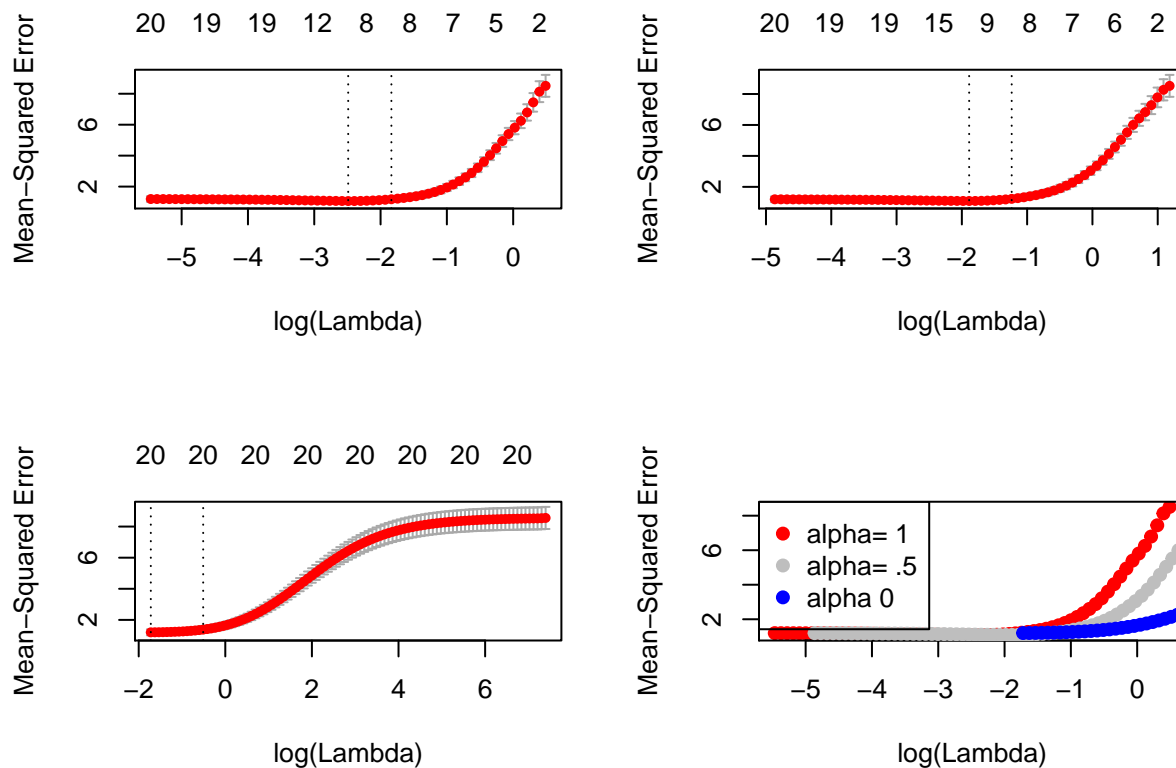 20 19 19 12 8 8 7 5 2
Mean−Squared Error
2 6
−5 −4 −3 −2 −1 0
log(Lambda)
20 19 19 15 9 8 7 6 2
Mean−Squared Error
2 6
−5 −4 −3 −2 −1 0 1
log(Lambda)
20 20 20 20 20 20 20 20
Mean−Squared Error
2 6
−2 0 2 4 6
log(Lambda)
Mean−Squared Error
2 6
alpha= 1
alpha= .5
alpha 0
−5 −4 −3 −2 −1 0
log(Lambda)